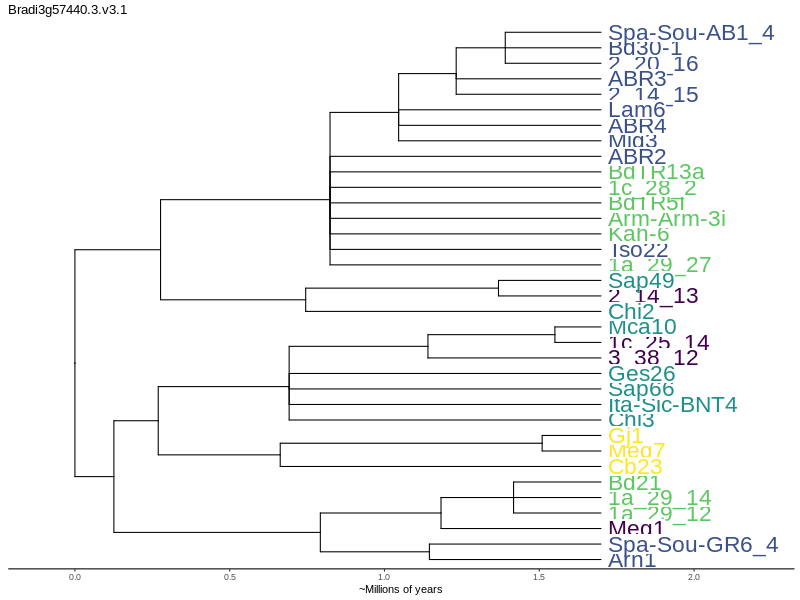 Bradi3g57440.3.v3.1
Spa-Sou-AB1_4
Bd30-1
2_20_16
ABR3
2_14_15
Lam6
ABR4
Mig3
ABR2
BdTR13a
1c_28_2
BdTR5i
Arm-Arm-3i
Kah-6
Tso22
1a_29_27
Sap49
2_14_13
Chi2
Mca10
1c_25_14
3_38_12
Ges26
Sap66
Ita-Sic-BNT4
Chi3
Gj1
Meg7
Cb23
Bd21
1a_29_14
1a_29_12
Meg1
Spa-Sou-GR6_4
Arn1
0.0 0.5 1.0 1.5 2.0
~Millions of years